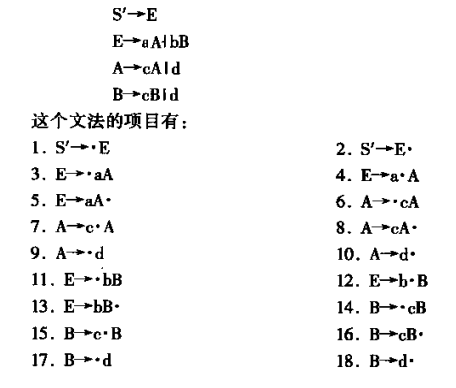 S′→E
E→aA|bB
A→cA|d
B→cB|d
这个文法的项目有：
1. S′→·E 2. S′→E·
3. E→·aA 4. E→a·A
5. E→aA· 6. A→·cA
7. A→c·A 8. A→cA·
9. A→·d 10. A→d·
11. E→·bB 12. E→b·B
13. E→bB· 14. B→·cB
15. B→c·B 16. B→cB·
17. B→·d 18. B→d·